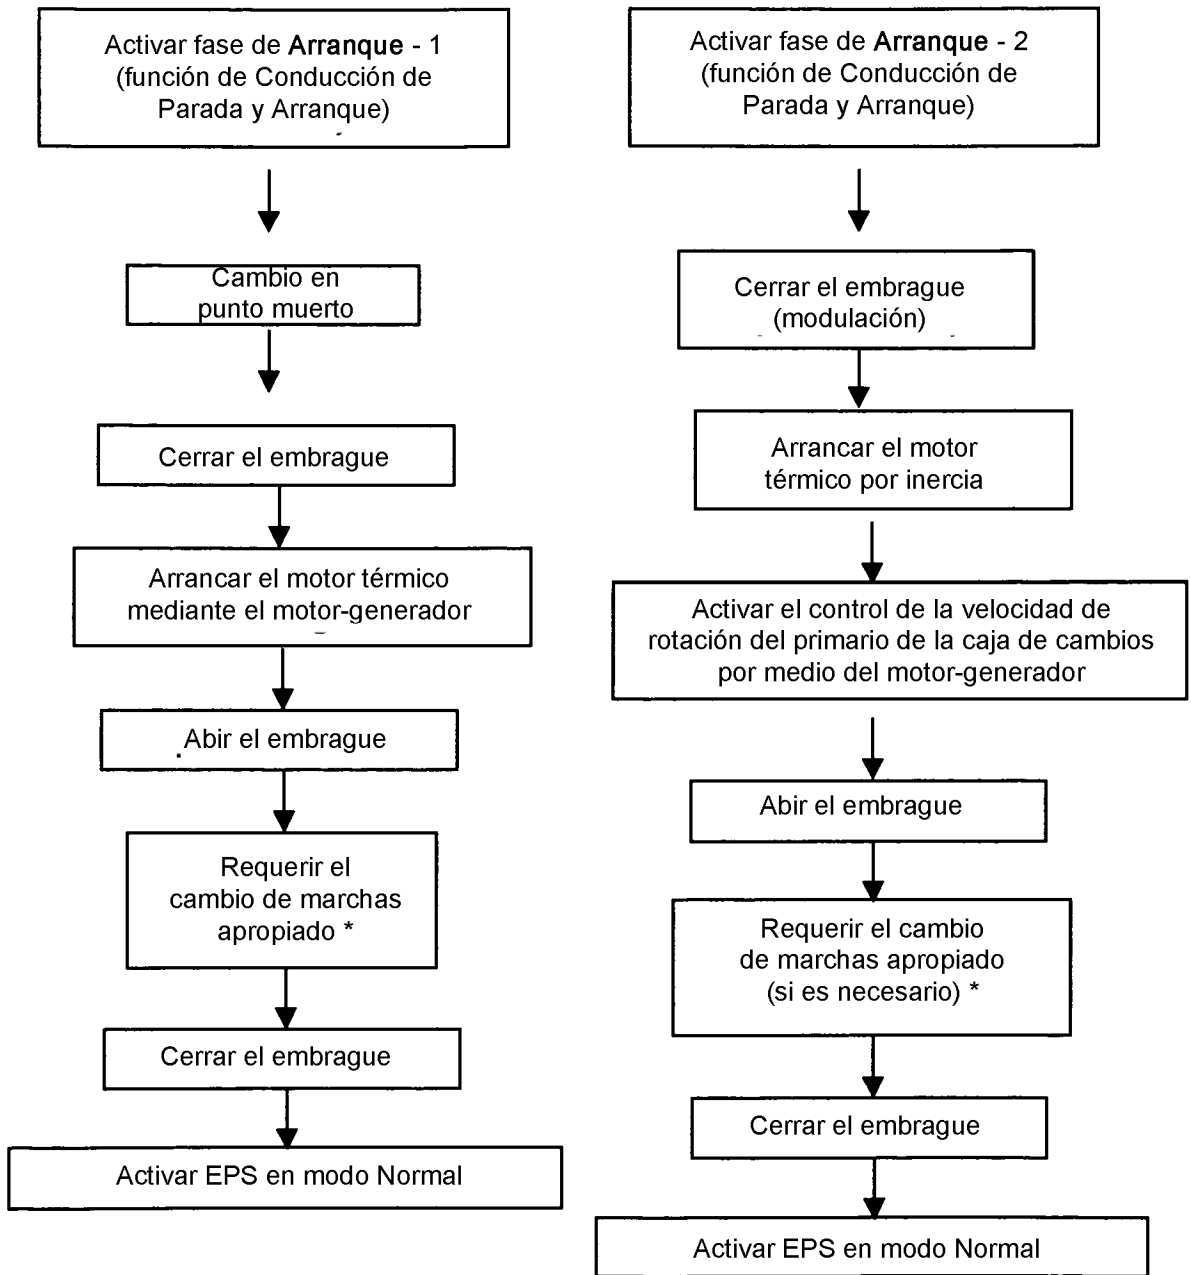 Activar fase de Arranque - 1
(función de Conducción de
Parada y Arranque)
Cambio en
punto muerto
Cerrar el embrague
Arrancar el motor térmico
mediante el motor-generador
Abir el embrague
Requerir el
cambio de marchas
apropiado *
Cerrar el embrague
Activar EPS en modo Normal
Activar fase de Arranque - 2
(función de Conducción de
Parada y Arranque)
Cerrar el embrague
(modulación)
Arrancar el motor
térmico por inercia
Activar el control de la velocidad de
rotación del primario de la caja de cambios
por medio del motor-generador
Abir el embrague
Requerir el cambio
de marchas apropiado
(si es necesario) *
Cerrar el embrague
Activar EPS en modo Normal